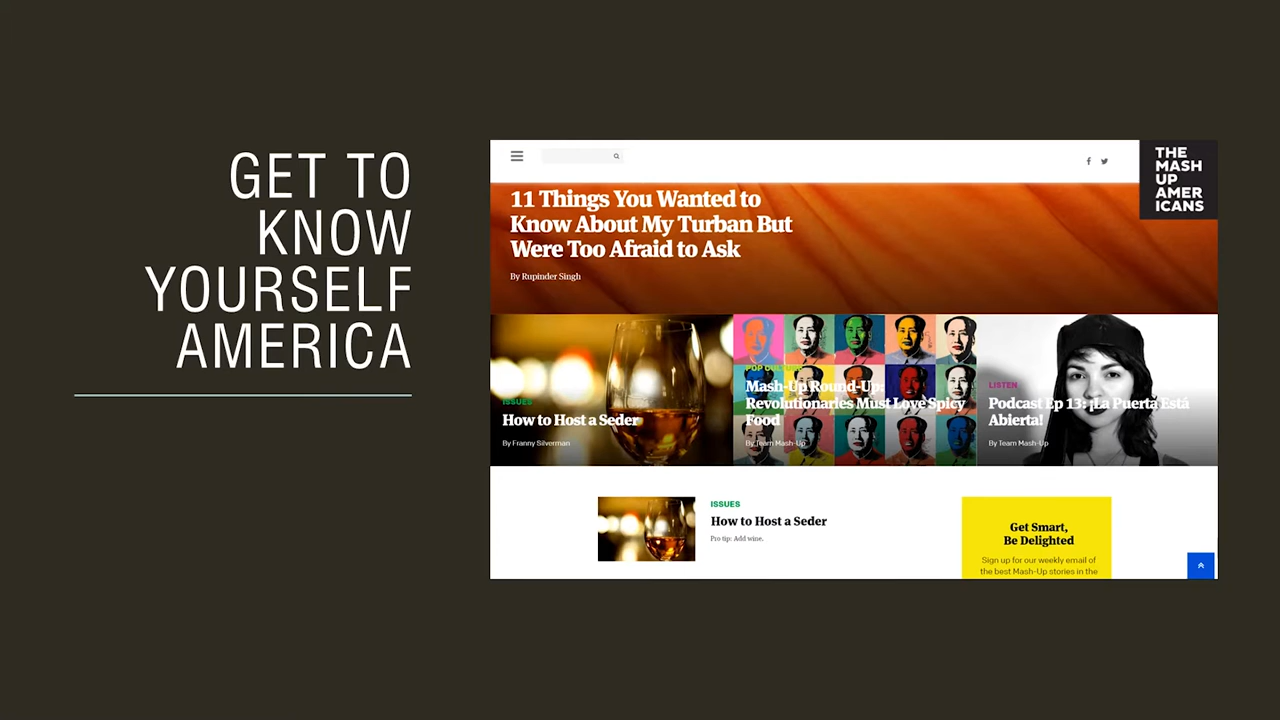 GET TO
KNOW
YOURSELF
AMERICA
THE
MASH
UP
AMER
ICANS
11 Things You Wanted to
Know About My Turban But
Were Too Afraid to Ask
By Rupinder Singh
ISSUES
How to Host a Seder
By Franny Silverman
POP CULTURE
Mash-Up Round-Up:
Revolutionaries Must Love Spicy
Food
By Team Mash-Up
LISTEN
Podcast Ep 13: ¡La Puerta Está
Abierta!
By Team Mash-Up
ISSUES
How to Host a Seder
Pro tip: Add wine.
Get Smart,
Be Delighted
Sign up for our weekly email of
the best Mash-Up stories in the